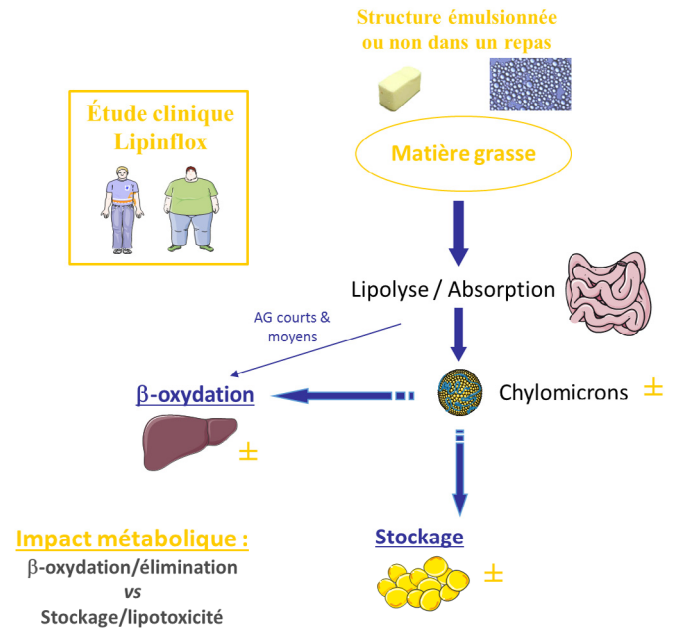 Structure émulsionnée
ou non dans un repas
Étude clinique
Lipinflox
Matière grasse
Lipolyse / Absorption
AG courts &
moyens
β-oxydation
Chylomicrons ±
±
Impact métabolique :
β-oxydation/élimination
vs
Stockage/lipotoxicité
Stockage
±